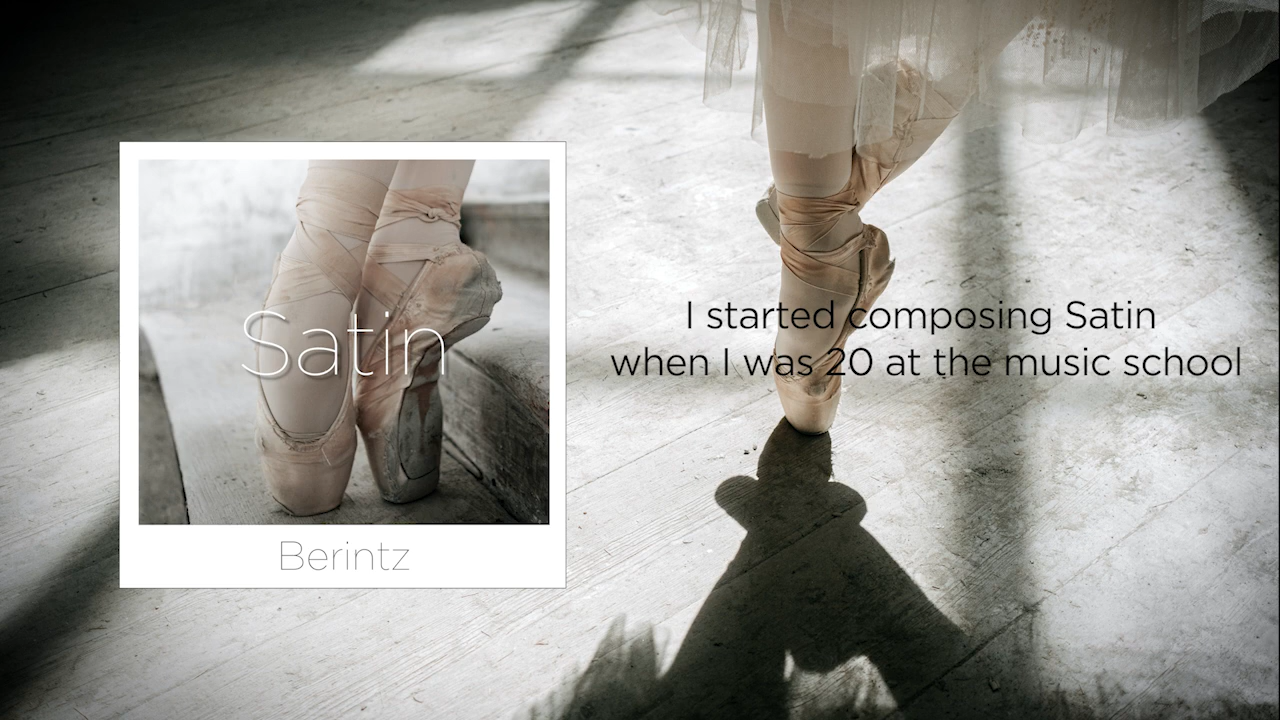 Satin
Berintz
I started composing Satin
when I was 20 at the music school